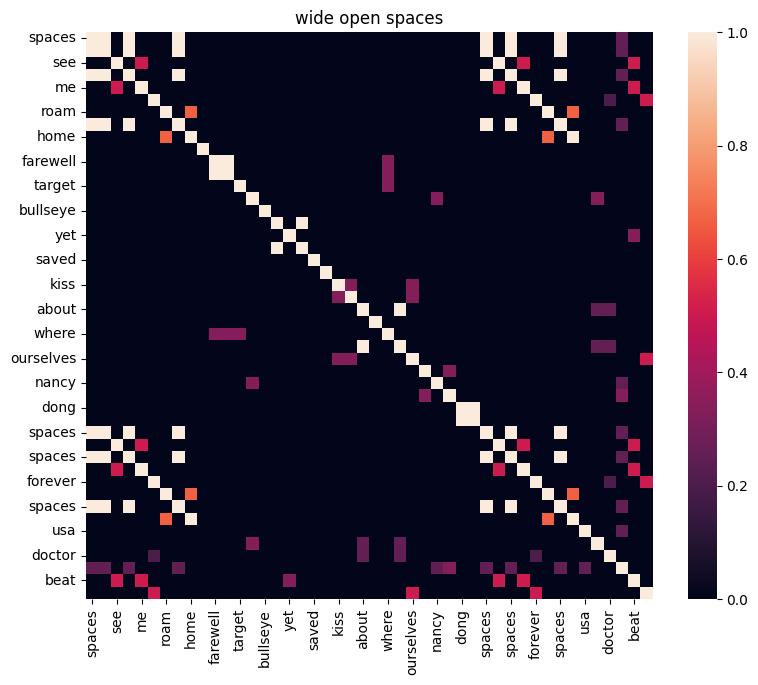 wide open spaces
spaces
see
me
roam
home
farewell
target
bullseye
yet
saved
kiss
about
where
ourselves
nancy
dong
spaces
spaces
forever
spaces
usa
doctor
beat
1.0
0.8
0.6
0.4
0.2
0.0
spaces
see
me
roam
home
farewell
target
bullseye
yet
saved
kiss
about
where
ourselves
nancy
dong
spaces
spaces
forever
spaces
usa
doctor
beat